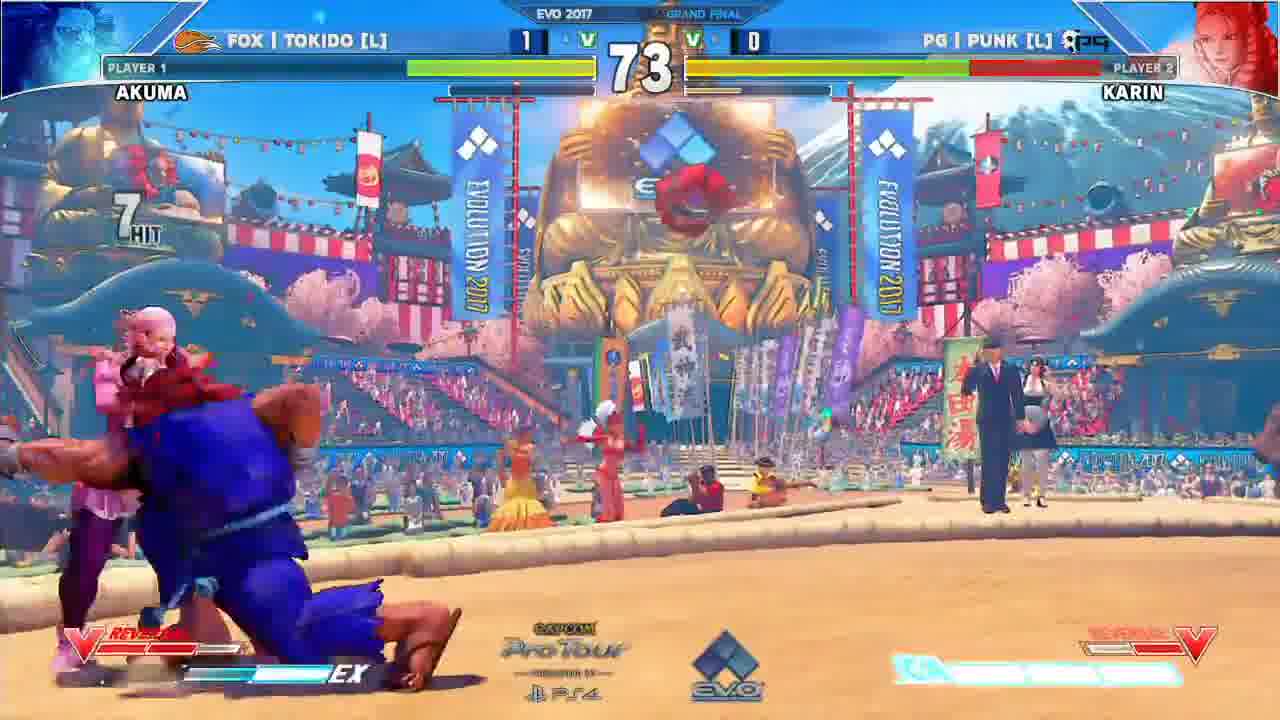 EVO 2017
GRAND FINAL
FOX | TOKIDO [L]
1
V
73
V
0
PG | PUNK [L]
PLAYER 1
PLAYER 2
AKUMA
KARIN
7
HIT
EVOLUTION 2017
EVOLUTION 2017
EX
CAPCOM
Pro Tour
PS4
EVO